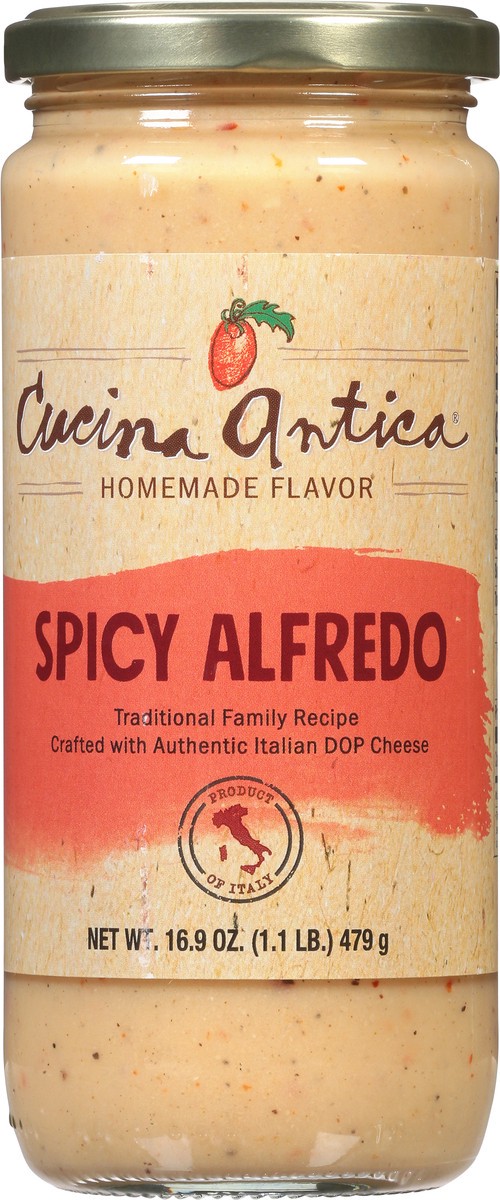 Cucina Antica®
HOMEMADE FLAVOR
SPICY ALFREDO
Traditional Family Recipe
Crafted with Authentic Italian DOP Cheese
PRODUCT
OF ITALY
NET WT. 16.9 OZ. (1.1 LB.) 479 g